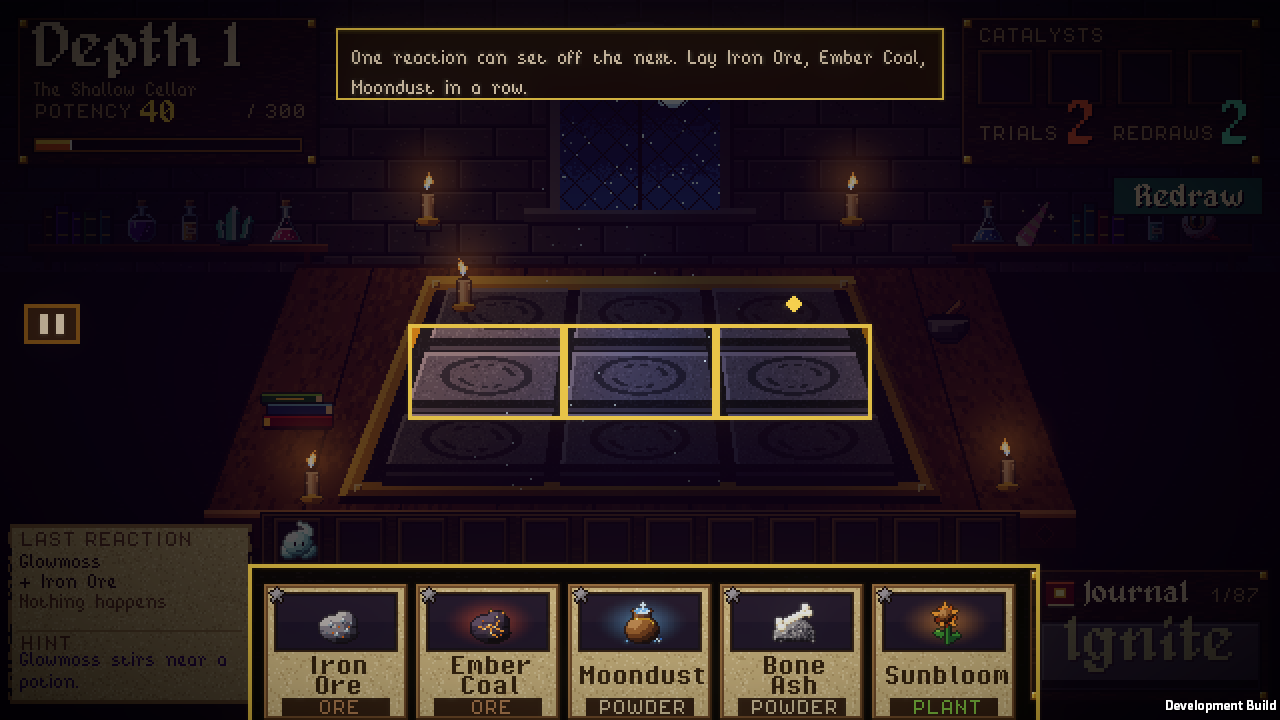 Depth 1
The Shallow Cellar
POTENCY 40 / 300
One reaction can set off the next. Lay Iron Ore, Ember Coal,
Moondust in a row.
CATALYSTS
TRIALS 2 REDRAWS 2
Redraw
LAST REACTION
Glowmoss
+ Iron Ore
Nothing happens
HINT
Glowmoss stirs near a
potion.
Iron
Ore
ORE
Ember
Coal
ORE
Moondust
POWDER
Bone
Ash
POWDER
Sunbloom
PLANT
Journal 1/87
Ignite
Development Build